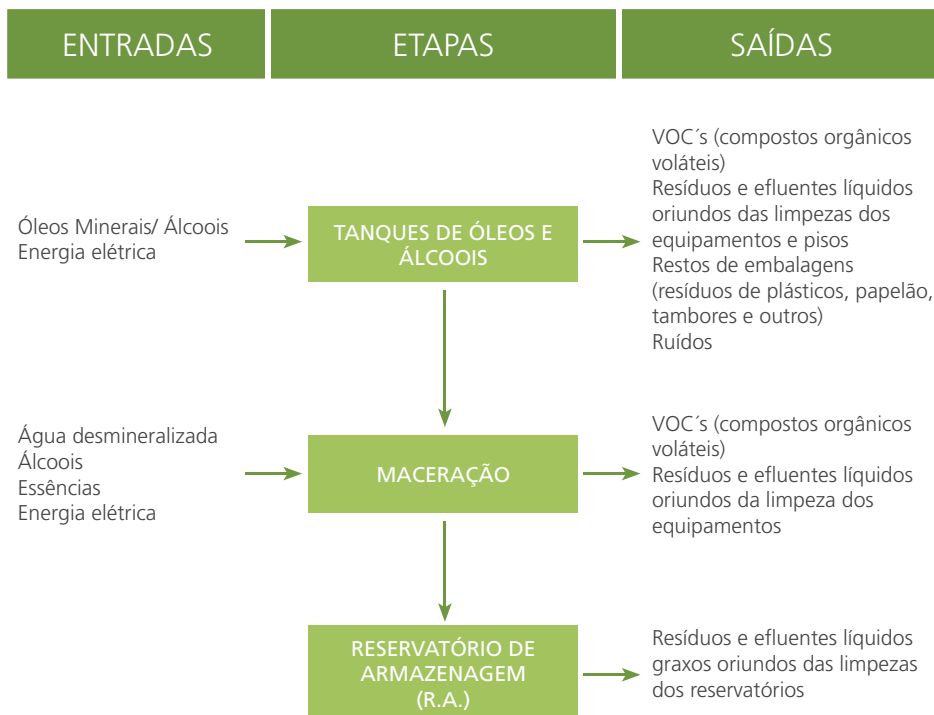 ENTRADAS
ETAPAS
SAÍDAS
Óleos Minerais/ Álcoois
Energia elétrica
TANQUES DE ÓLEOS E
ÁLCOOIS
VOC´s (compostos orgânicos
voláteis)
Resíduos e efluentes líquidos
oriundos das limpezas dos
equipamentos e pisos
Restos de embalagens
(resíduos de plásticos, papelão,
tambores e outros)
Ruídos
Água desmineralizada
Álcoois
Essências
Energia elétrica
MACERAÇÃO
VOC´s (compostos orgânicos
voláteis)
Resíduos e efluentes líquidos
oriundos da limpeza dos
equipamentos
RESERVATÓRIO DE
ARMAZENAGEM
(R.A.)
Resíduos e efluentes líquidos
graxos oriundos das limpezas
dos reservatórios